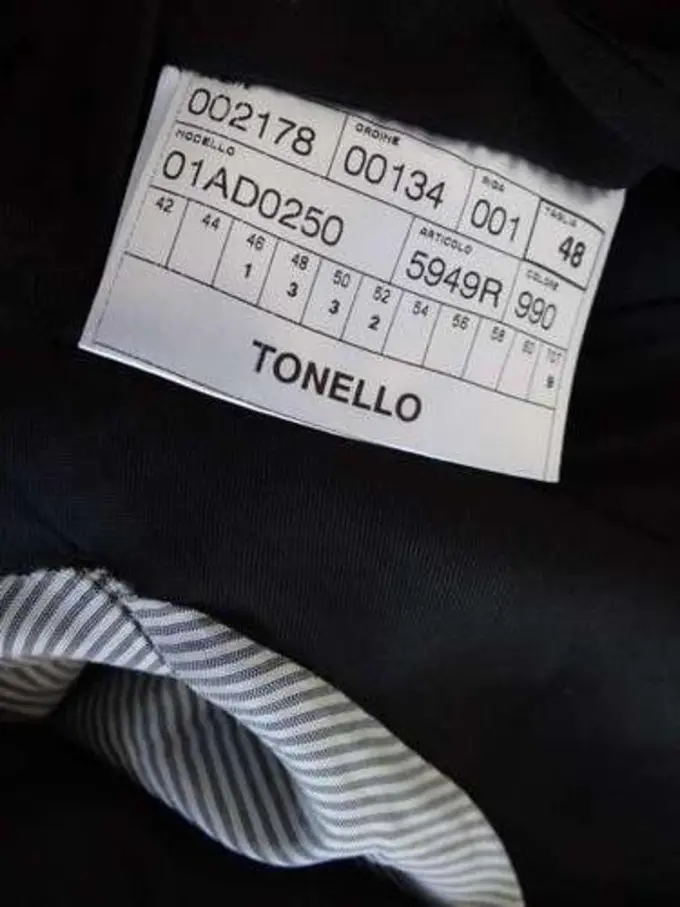 ORDINE RIGA TAGLIA
002178 00134 001 48
MODELLO ARTICOLO COLORE
01AD0250 5949R 990
42 44 46 48 50 52 54 56 58 60 TOT
1 3 3 2 9
TONELLO